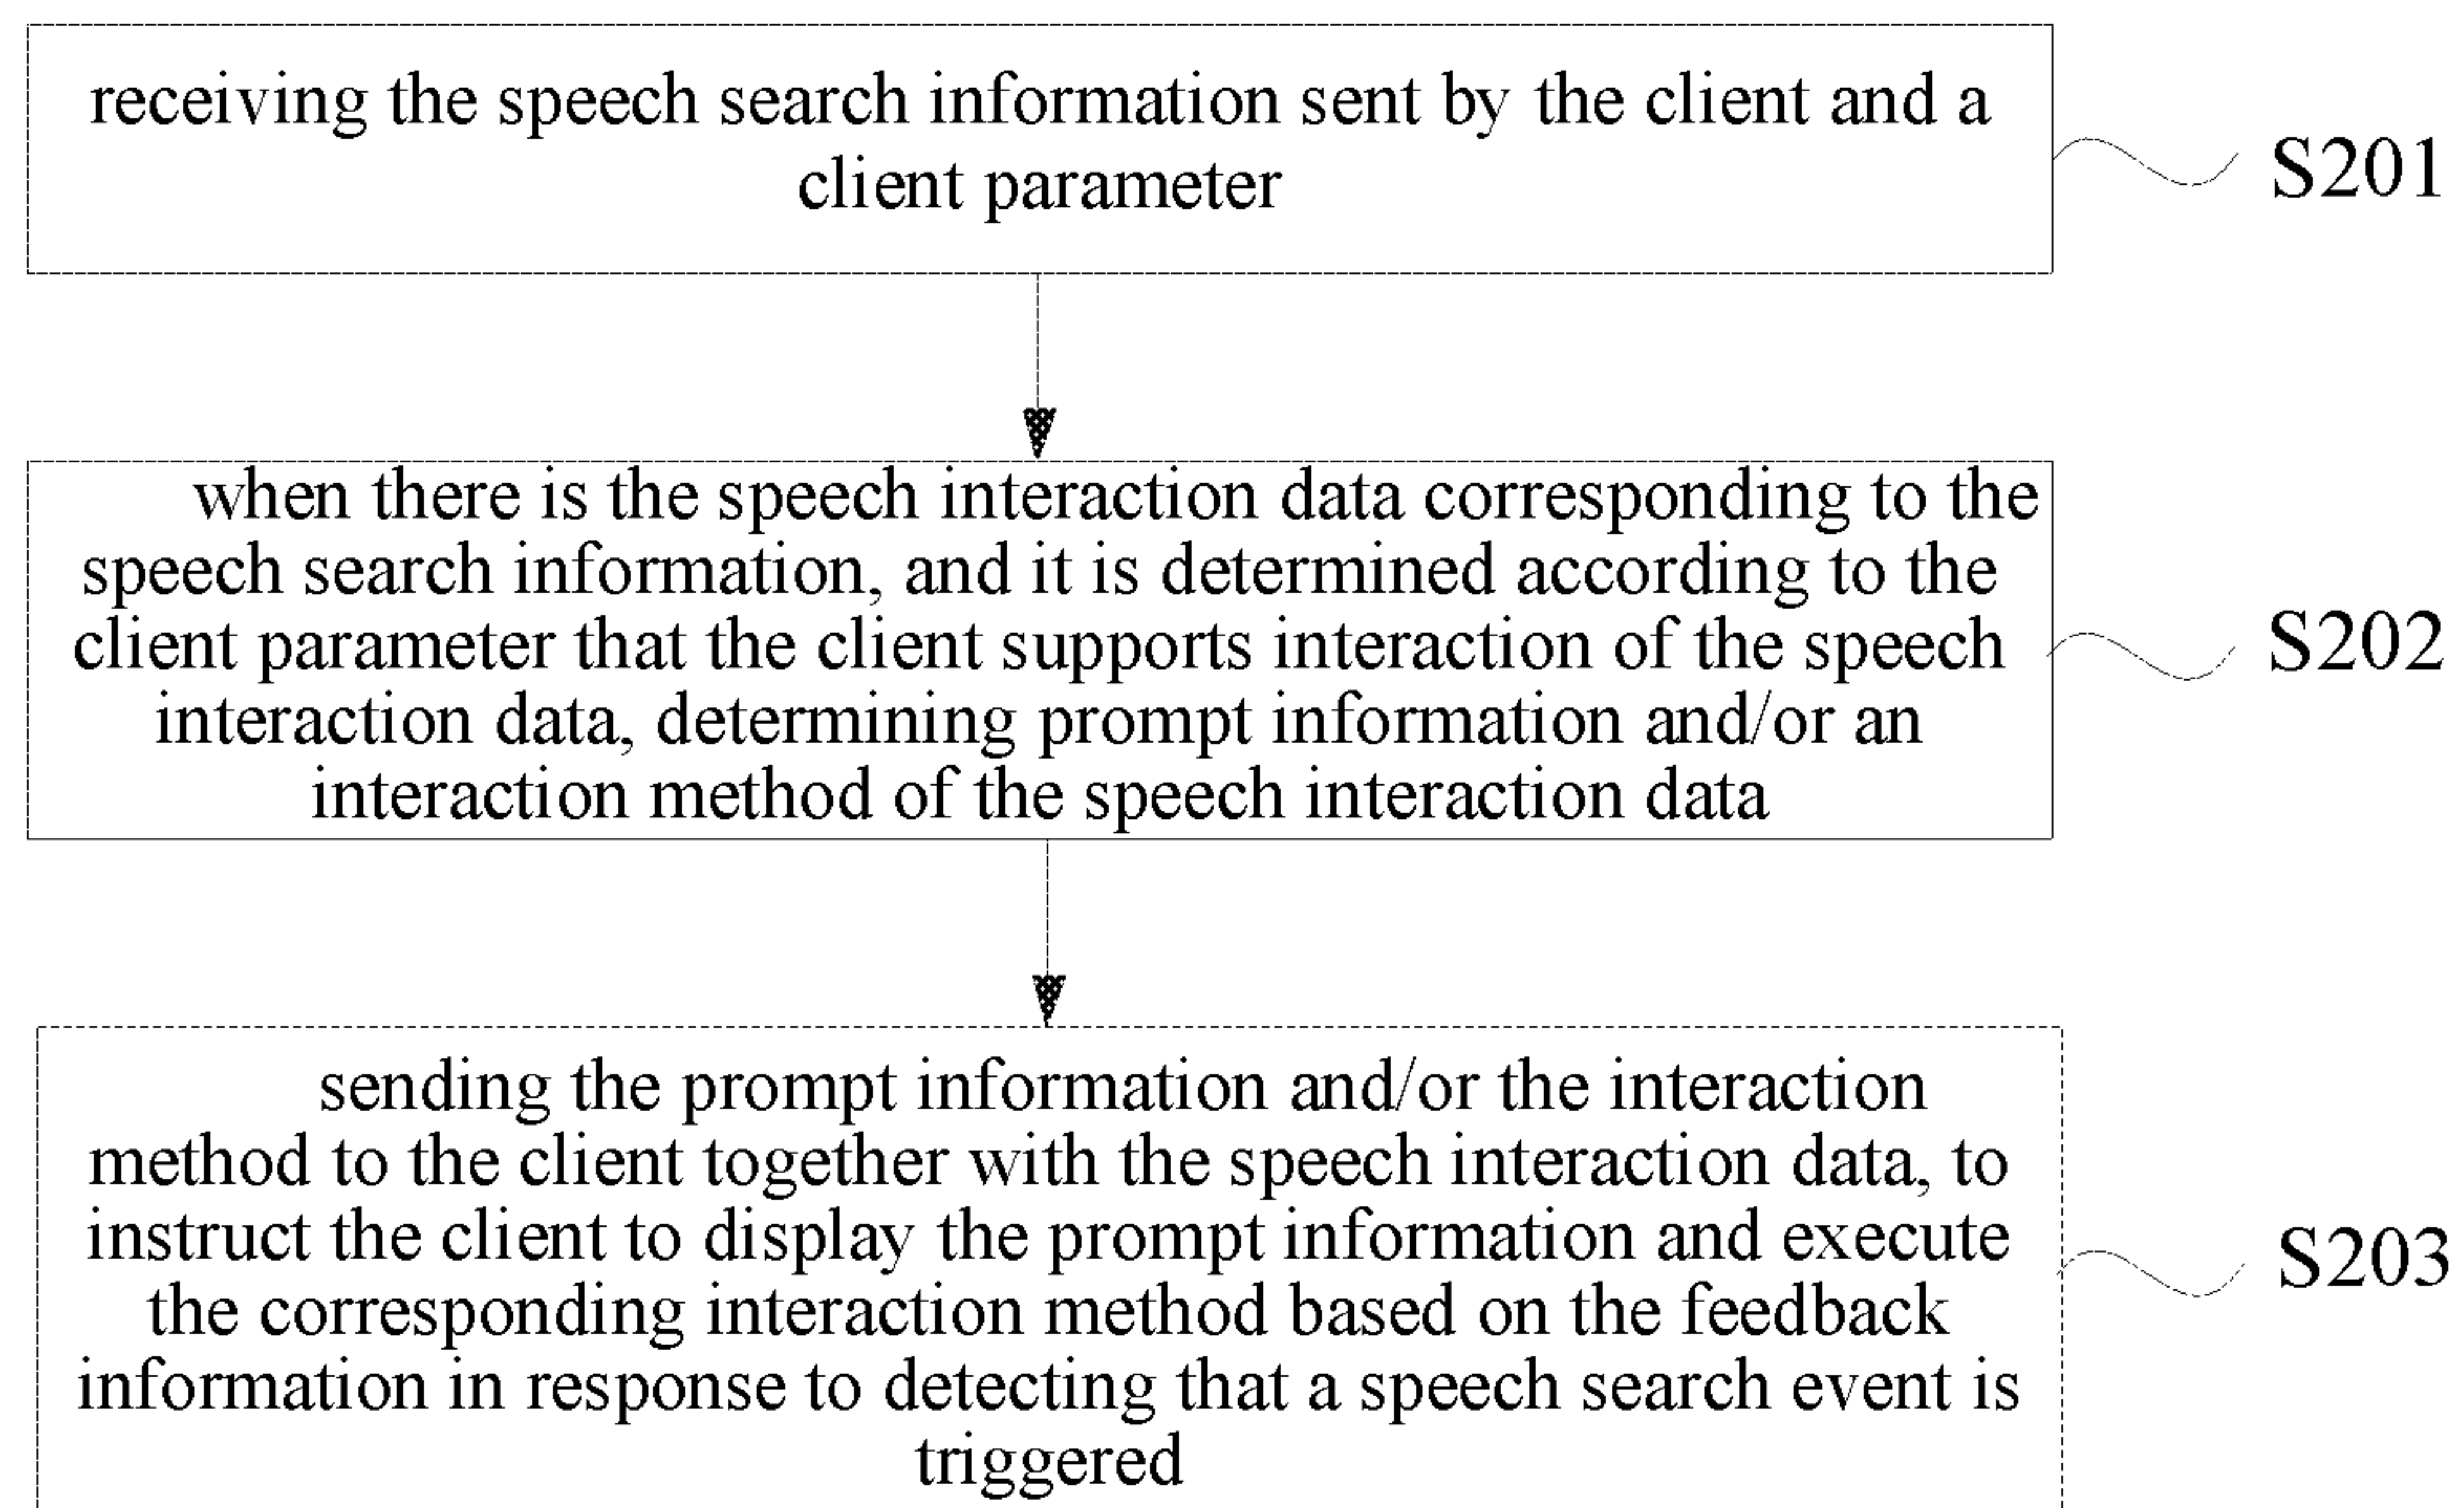 receiving the speech search information sent by the client and a
client parameter
S201
when there is the speech interaction data corresponding to the
speech search information, and it is determined according to the
client parameter that the client supports interaction of the speech
interaction data, determining prompt information and/or an
interaction method of the speech interaction data
S202
sending the prompt information and/or the interaction
method to the client together with the speech interaction data, to
instruct the client to display the prompt information and execute
the corresponding interaction method based on the feedback
information in response to detecting that a speech search event is
triggered
S203